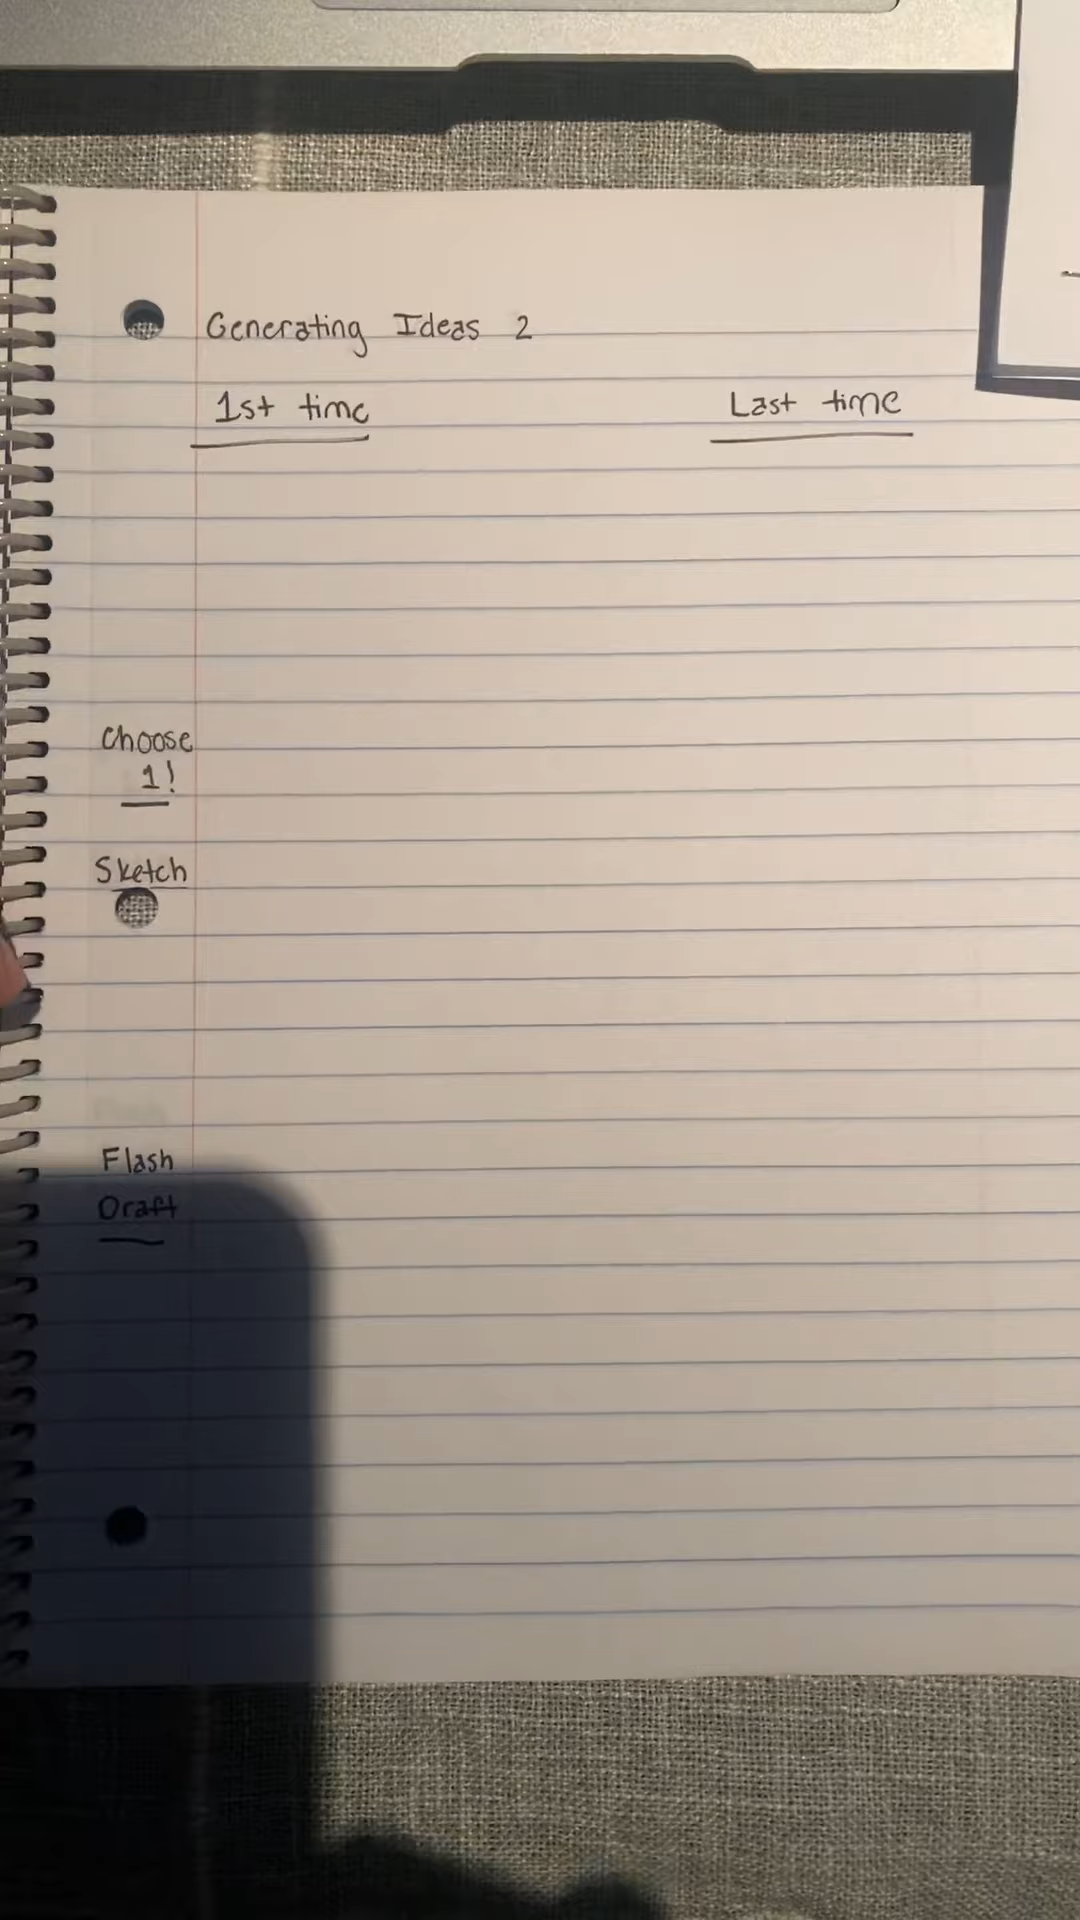 Generating Ideas 2
1st time Last time
Choose
1!
Sketch
Flash
Draft